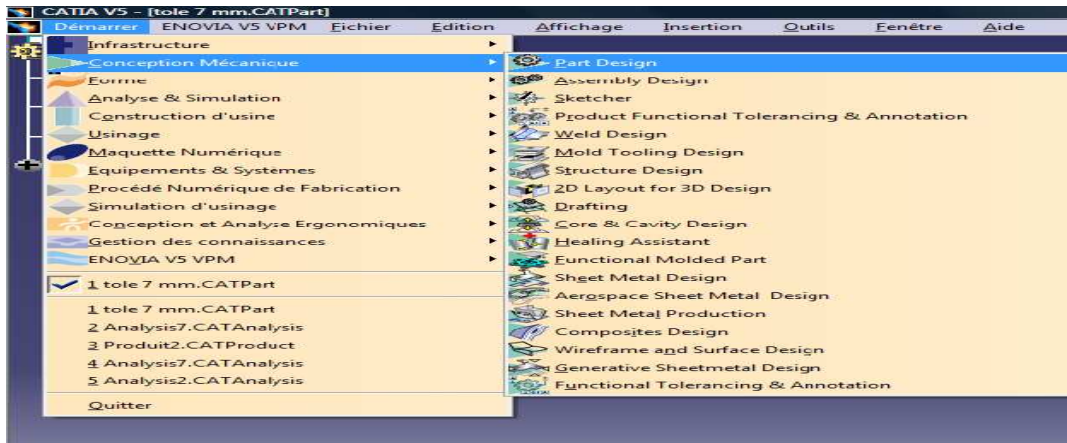 CATIA V5 - [tole 7 mm.CATPart]
Démarrer ENOVIA V5 VPM Fichier Edition Affichage Insertion Outils Fenêtre Aide
Infrastructure
Conception Mécanique
Forme
Analyse & Simulation
Construction d'usine
Usinage
Maquette Numérique
Equipements & Systèmes
Procédé Numérique de Fabrication
Simulation d'usinage
Conception et Analyse Ergonomiques
Gestion des connaissances
ENOVIA V5 VPM
1 tole 7 mm.CATPart
1 tole 7 mm.CATPart
2 Analysis7.CATAnalysis
3 Produit2.CATProduct
4 Analysis7.CATAnalysis
5 Analysis2.CATAnalysis
Quitter
Part Design
Assembly Design
Sketcher
Product Functional Tolerancing & Annotation
Weld Design
Mold Tooling Design
Structure Design
2D Layout for 3D Design
Drafting
Core & Cavity Design
Healing Assistant
Functional Molded Part
Sheet Metal Design
Aerospace Sheet Metal Design
Sheet Metal Production
Composites Design
Wireframe and Surface Design
Generative Sheetmetal Design
Functional Tolerancing & Annotation